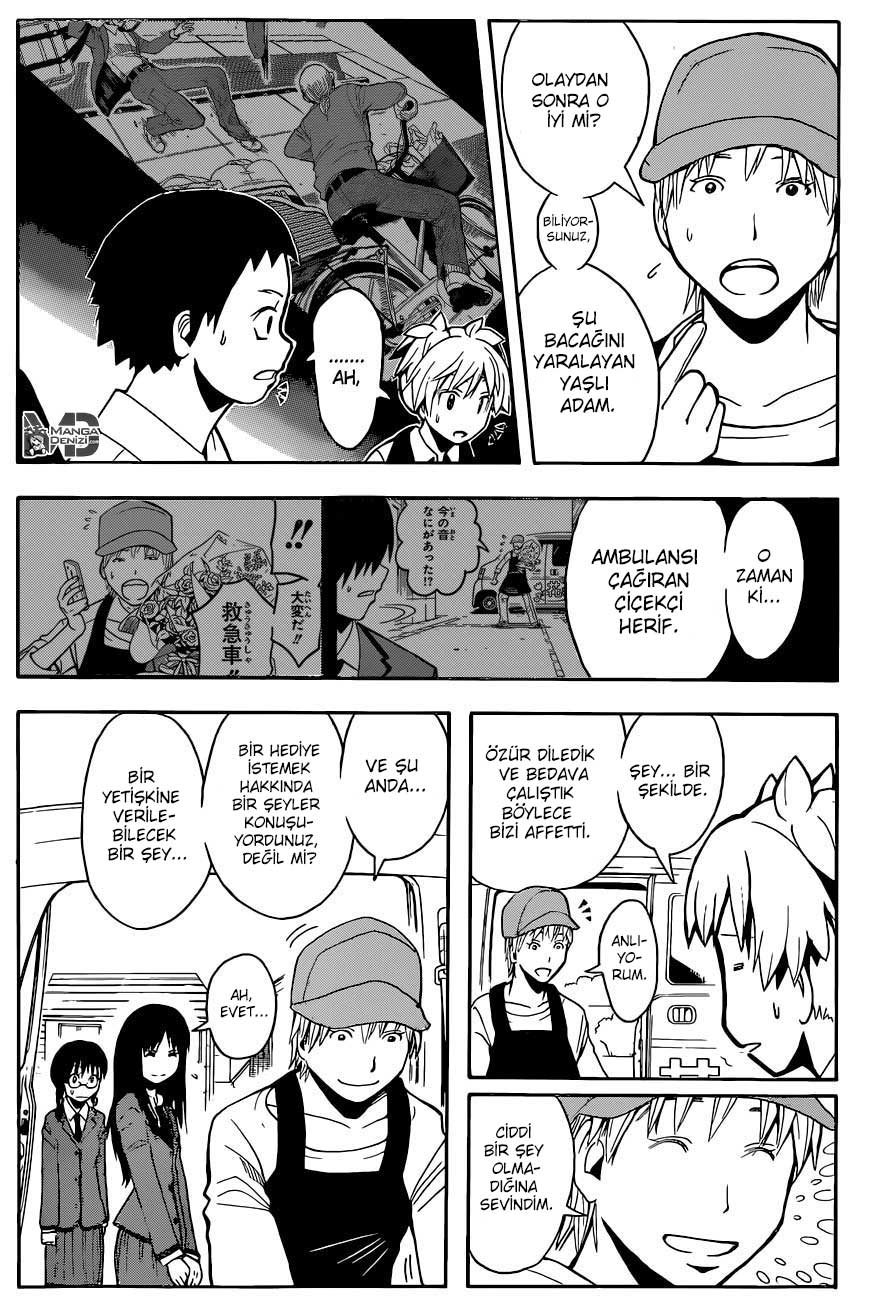 OLAYDAN
SONRA O
İYİ Mİ?
BİLİYOR-
SUNUZ,
ŞU
BACAĞINI
YARALAYAN
YAŞLI
ADAM.
.......
AH,
MANGA
DENİZİ.com
O
ZAMAN
Kİ...
AMBULANSI
ÇAĞIRAN
ÇİÇEKÇİ
HERİF.
今の音
なにがあった!?
!!
大変だ!!
救急車!!
ŞEY... BİR
ŞEKİLDE.
ÖZÜR DİLEDİK
VE BEDAVA
ÇALIŞTIK
BÖYLECE
BİZİ AFFETTİ.
ANLI-
YO-
RUM.
CİDDİ
BİR ŞEY
OLMA-
DIĞINA
SEVİNDİM.
VE ŞU
ANDA...
BİR HEDİYE
İSTEMEK
HAKKINDA
BİR ŞEYLER
KONUŞU-
YORDUNUZ,
DEĞİL Mİ?
BİR
YETİŞKİNE
VERİLE-
BİLECEK
BİR ŞEY...
AH,
EVET...